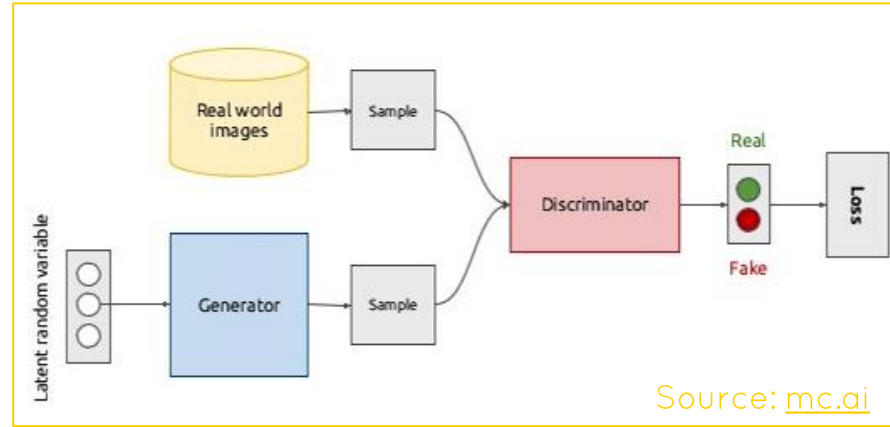 Real world
images
Sample
Real
Discriminator
Loss
Fake
Latent random variable
Generator
Sample
Source: mc.ai